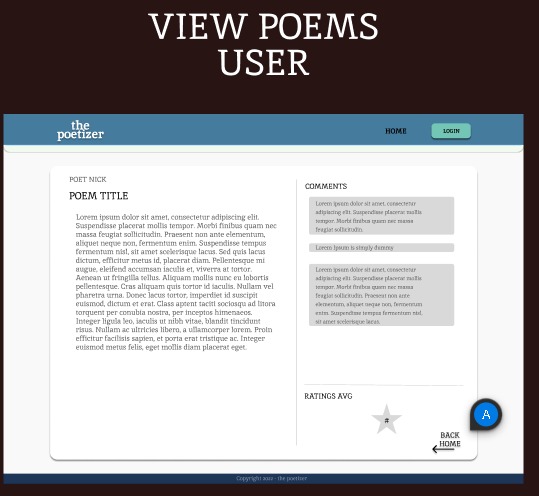 VIEW POEMS
USER
the
poetizer
HOME
LOGIN
POET NICK
POEM TITLE
Lorem ipsum dolor sit amet, consectetur adipiscing elit.
Suspendisse placerat mollis tempor. Morbi finibus quam nec
massa feugiat sollicitudin. Praesent non ante elementum,
aliquet neque non, fermentum enim. Suspendisse tempus
fermentum nisl, sit amet scelerisque lacus. Sed quis lacus
dictum, efficitur metus id, placerat diam. Pellentesque mi
augue, eleifend accumsan iaculis et, viverra at tortor.
Aenean ut fringilla tellus. Aliquam mollis nunc eu lobortis
pellentesque. Cras aliquam quis tortor id iaculis. Nullam vel
pharetra urna. Donec lacus tortor, imperdiet id suscipit
euismod, dictum et erat. Class aptent taciti sociosqu ad litora
torquent per conubia nostra, per inceptos himenaeos.
Integer ligula leo, iaculis ut nibh vitae, blandit tincidunt
risus. Nullam ac ultricies libero, a ullamcorper lorem. Proin
efficitur facilisis sapien, et porta erat tristique ac. Integer
euismod metus felis, eget mollis diam placerat eget.
COMMENTS
Lorem ipsum dolor sit amet, consectetur
adipiscing elit. Suspendisse placerat mollis
tempor. Morbi finibus quam nec massa
feugiat sollicitudin.
Lorem Ipsum is simply dummy
Lorem ipsum dolor sit amet, consectetur
adipiscing elit. Suspendisse placerat mollis
tempor. Morbi finibus quam nec massa
feugiat sollicitudin. Praesent non ante
elementum, aliquet neque non, fermentum
enim. Suspendisse tempus fermentum nisl,
sit amet scelerisque lacus.
RATINGS AVG
#
A
BACK
HOME
Copyright 2022 - the poetizer